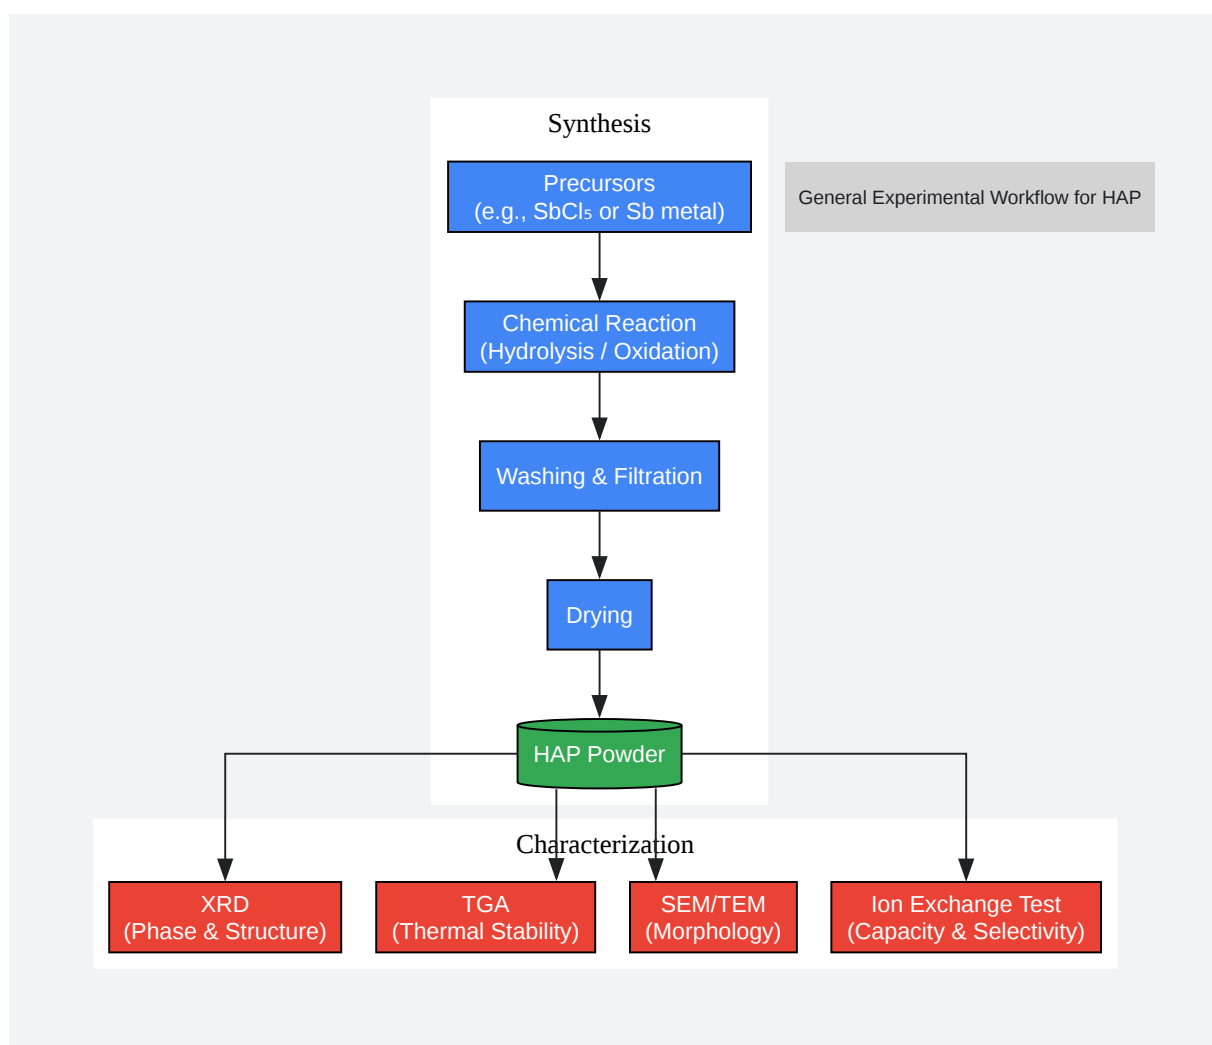 Synthesis
Precursors
(e.g., SbCl₅ or Sb metal)
General Experimental Workflow for HAP
Chemical Reaction
(Hydrolysis / Oxidation)
Washing & Filtration
Drying
HAP Powder
Characterization
XRD
(Phase & Structure)
TGA
(Thermal Stability)
SEM/TEM
(Morphology)
Ion Exchange Test
(Capacity & Selectivity)